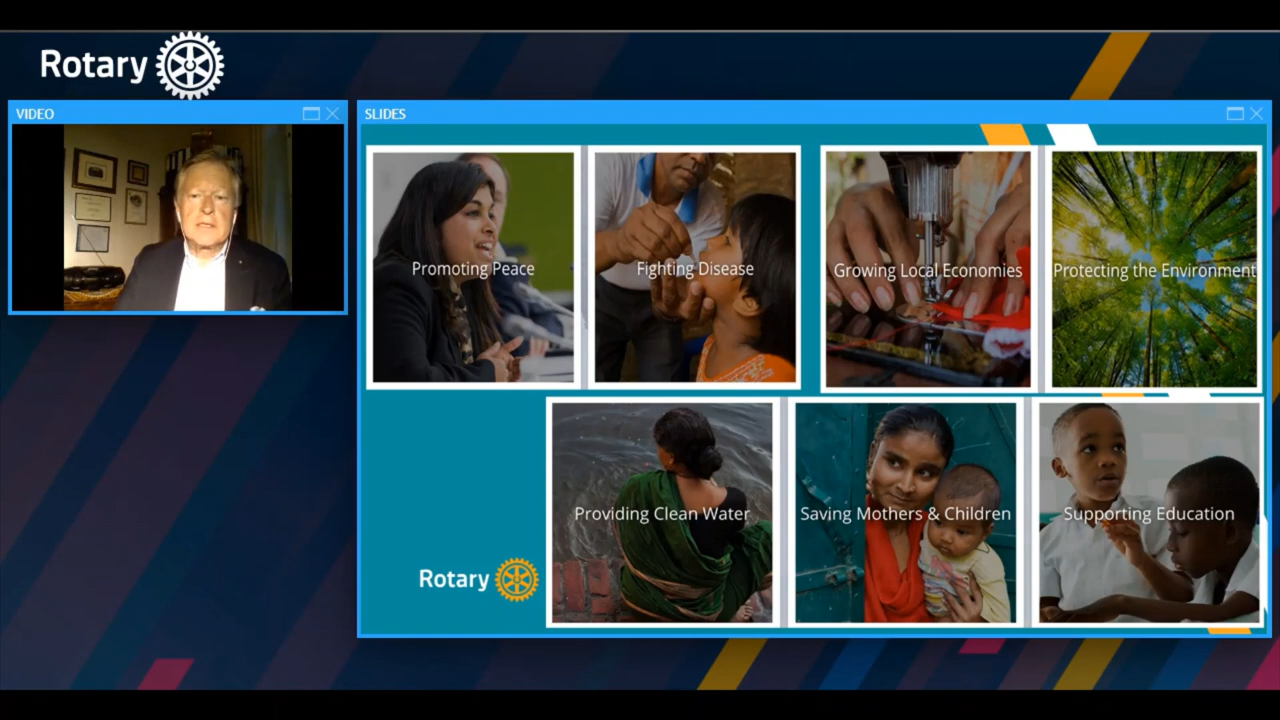 Rotary
VIDEO
SLIDES
Promoting Peace
Fighting Disease
Growing Local Economies
Protecting the Environment
Providing Clean Water
Saving Mothers & Children
Supporting Education
Rotary